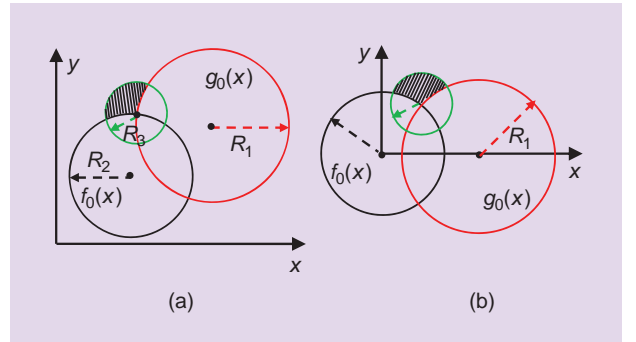 y
g₀(x)
R₃
R₁
R₂
f₀(x)
x
(a)
y
R₁
f₀(x)
x
g₀(x)
(b)